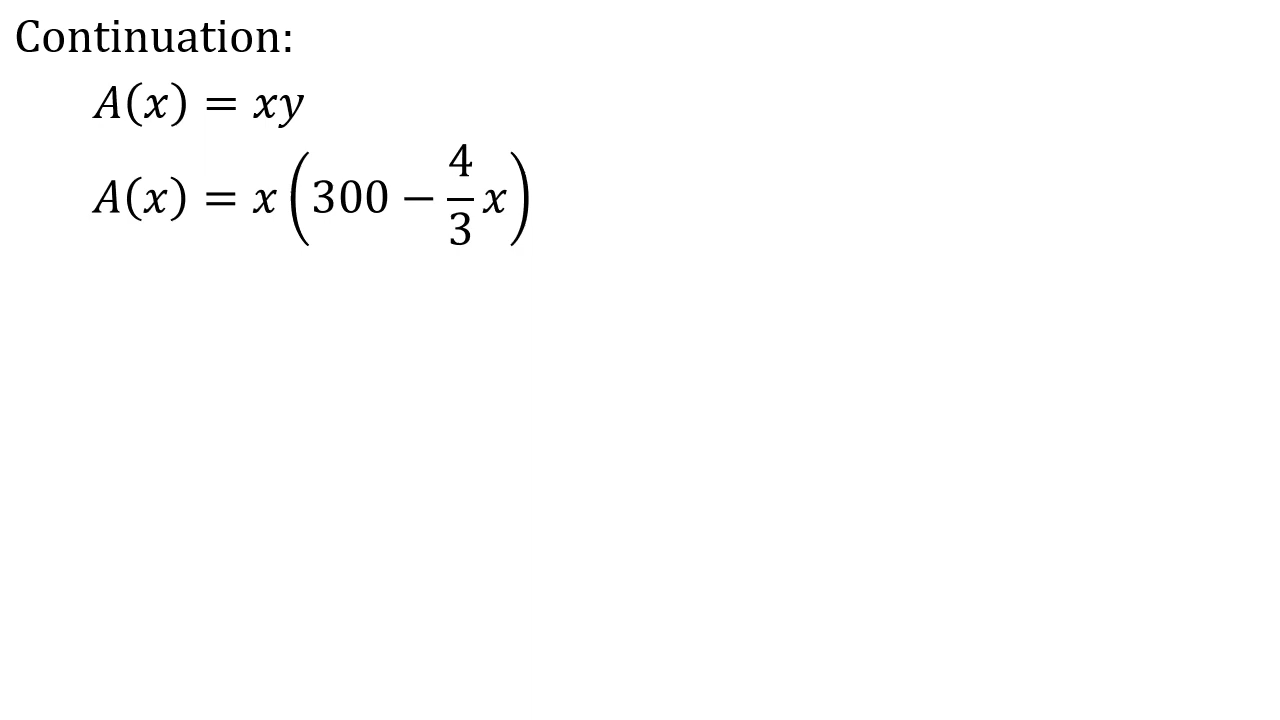 Continuation:
A(x) = xy
A(x) = x(300 − 4/3 x)